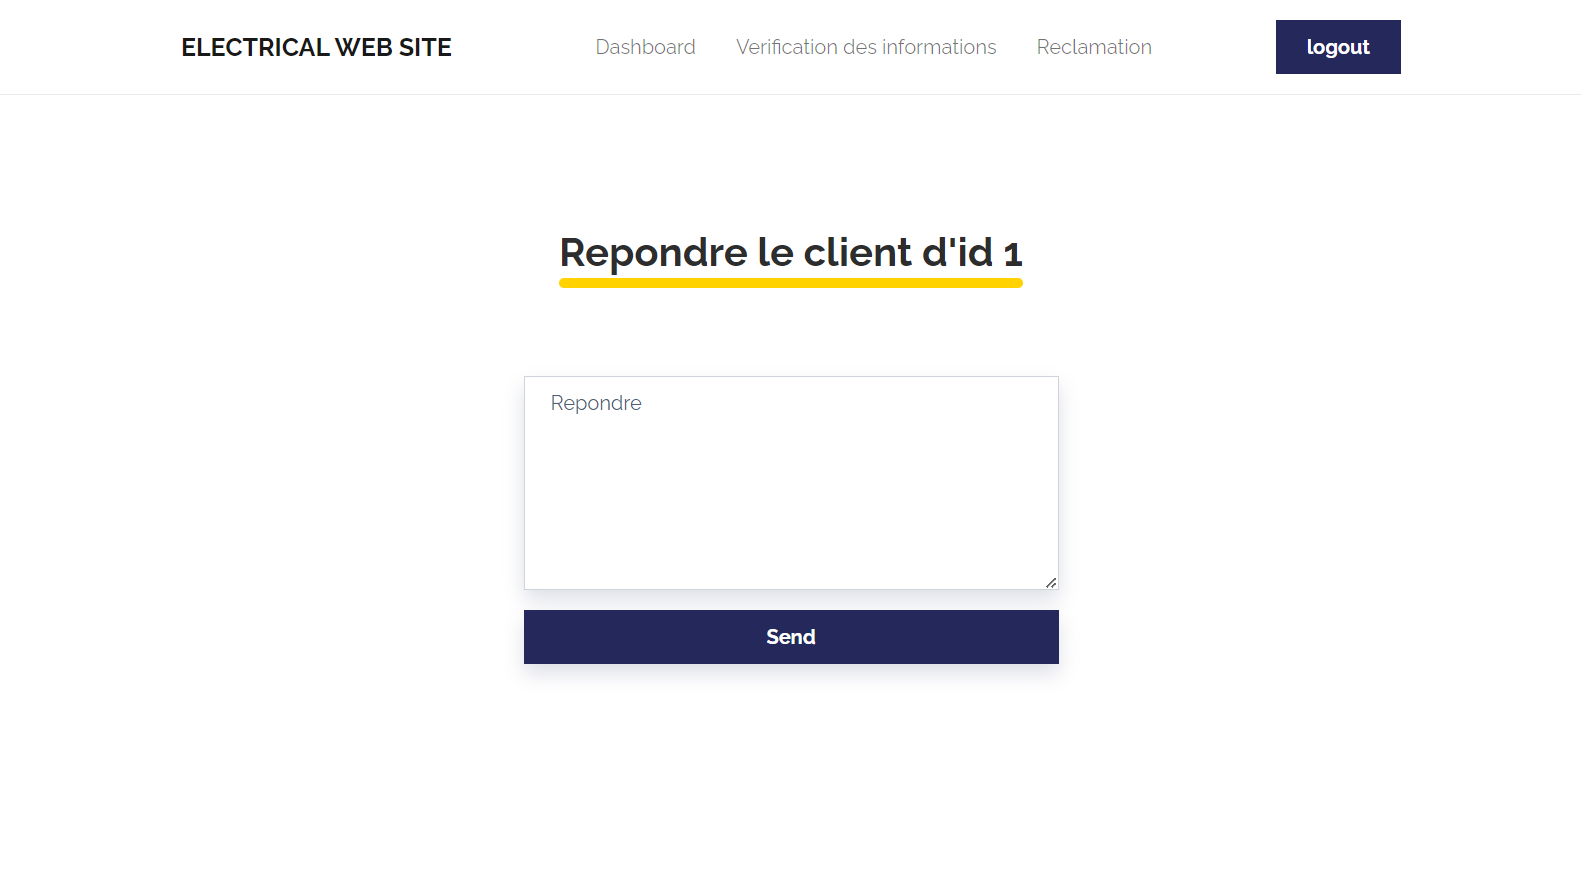 ELECTRICAL WEB SITE
Dashboard
Verification des informations
Reclamation
logout
Repondre le client d'id 1
Repondre
Send